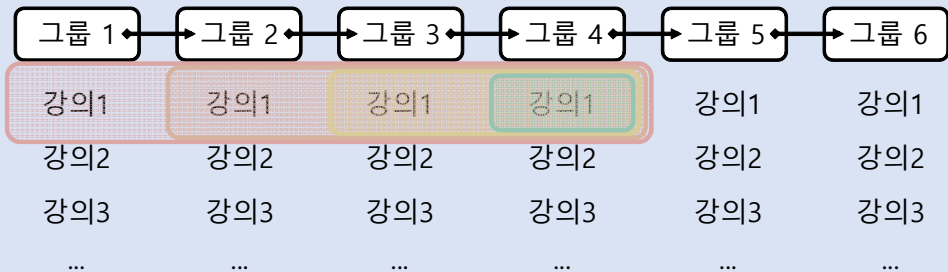 그룹 1 그룹 2 그룹 3 그룹 4 그룹 5 그룹 6
강의1 강의1 강의1 강의1 강의1 강의1
강의2 강의2 강의2 강의2 강의2 강의2
강의3 강의3 강의3 강의3 강의3 강의3
... ... ... ... ... ...